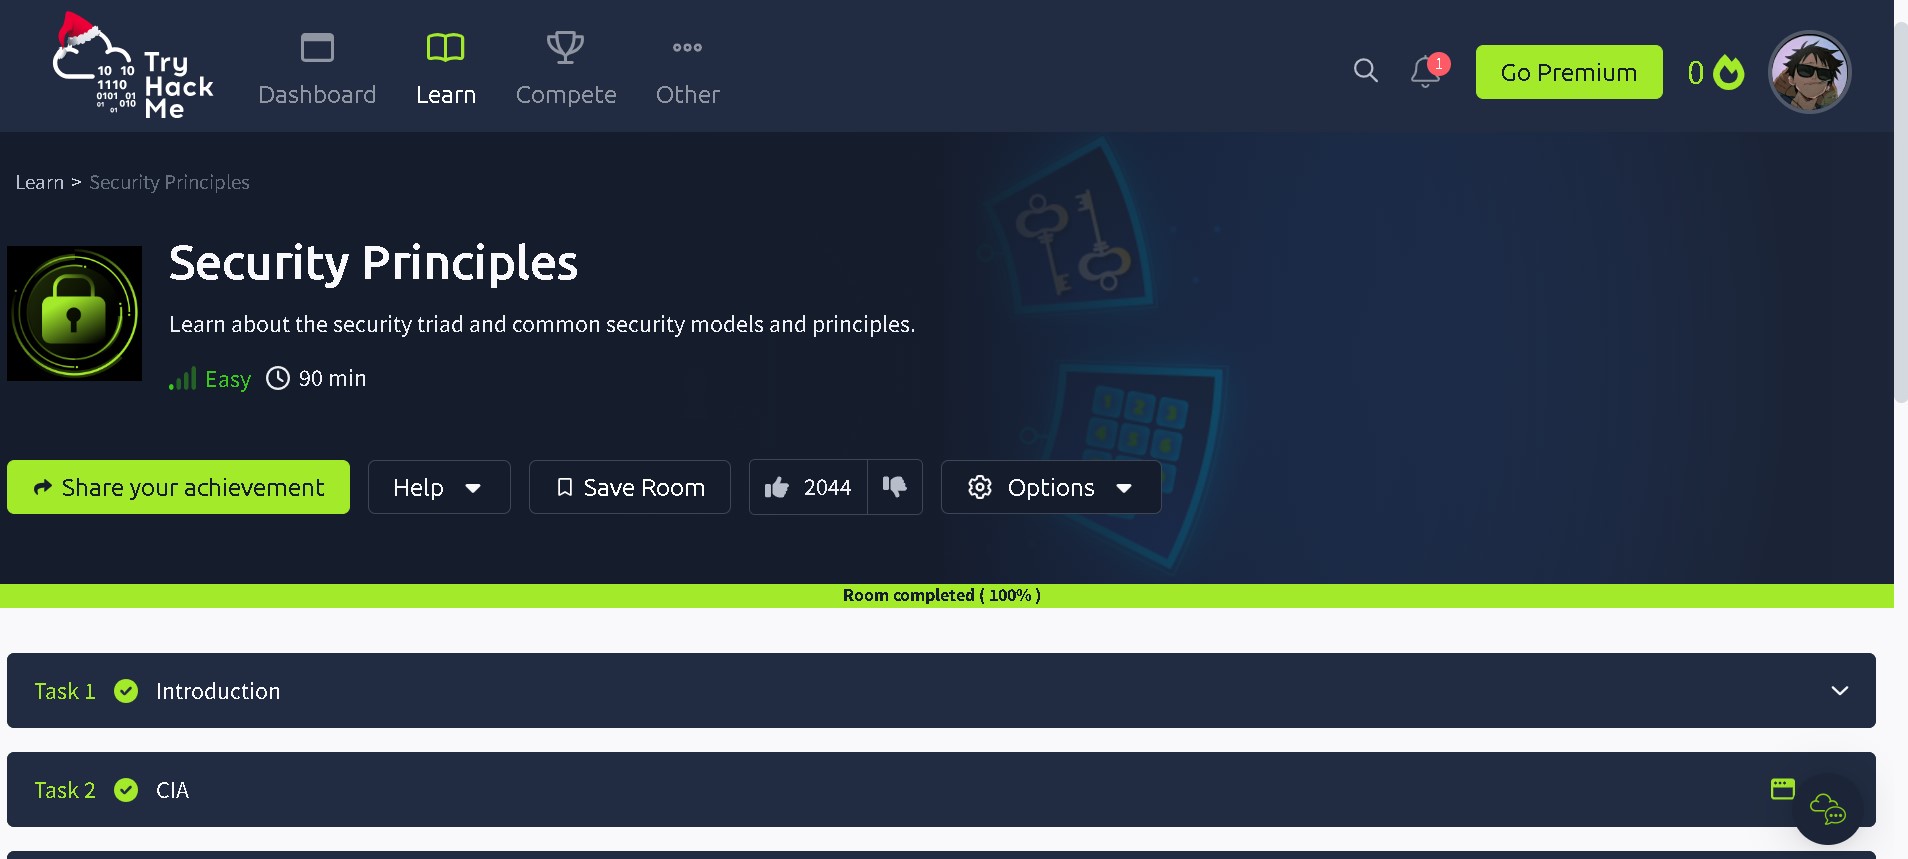 10 10
1110
0101 01
01 010
01
Try
Hack
Me
Dashboard
Learn
Compete
Other
1
Go Premium
0
Learn > Security Principles
Security Principles
Learn about the security triad and common security models and principles.
Easy 90 min
Share your achievement
Help
Save Room
2044
Options
Room completed ( 100% )
Task 1 Introduction
Task 2 CIA